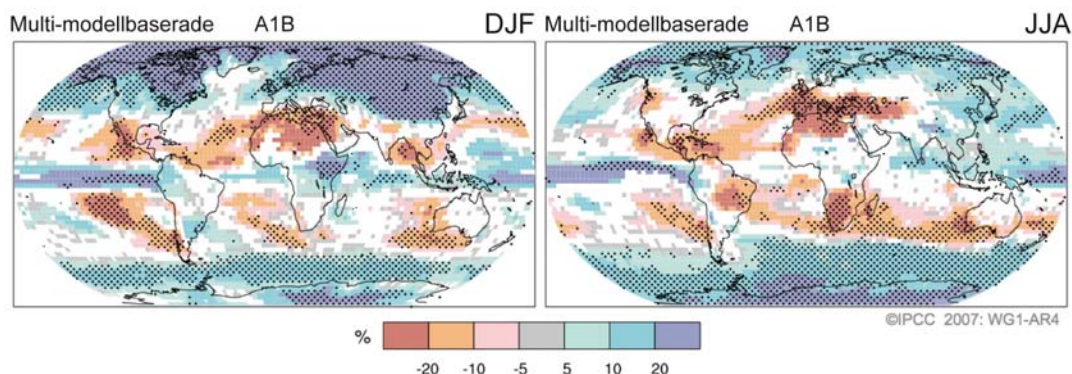 Multi-modellbaserade A1B DJF
Multi-modellbaserade A1B JJA
©IPCC 2007: WG1-AR4
%
-20 -10 -5 5 10 20